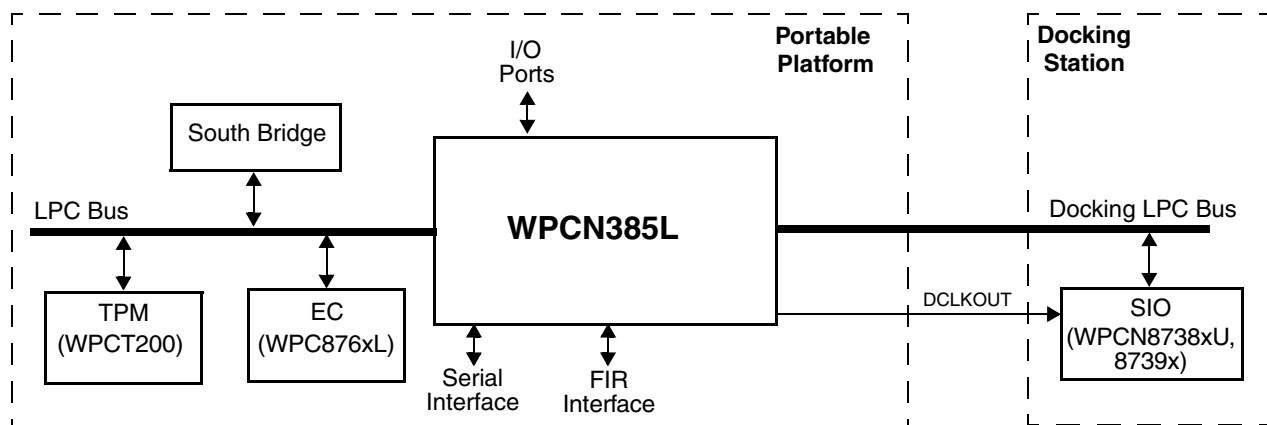 Portable
Platform
Docking
Station
I/O
Ports
South Bridge
LPC Bus
WPCN385L
Docking LPC Bus
TPM
(WPCT200)
EC
(WPC876xL)
DCLKOUT
SIO
(WPCN8738xU,
8739x)
Serial
Interface
FIR
Interface